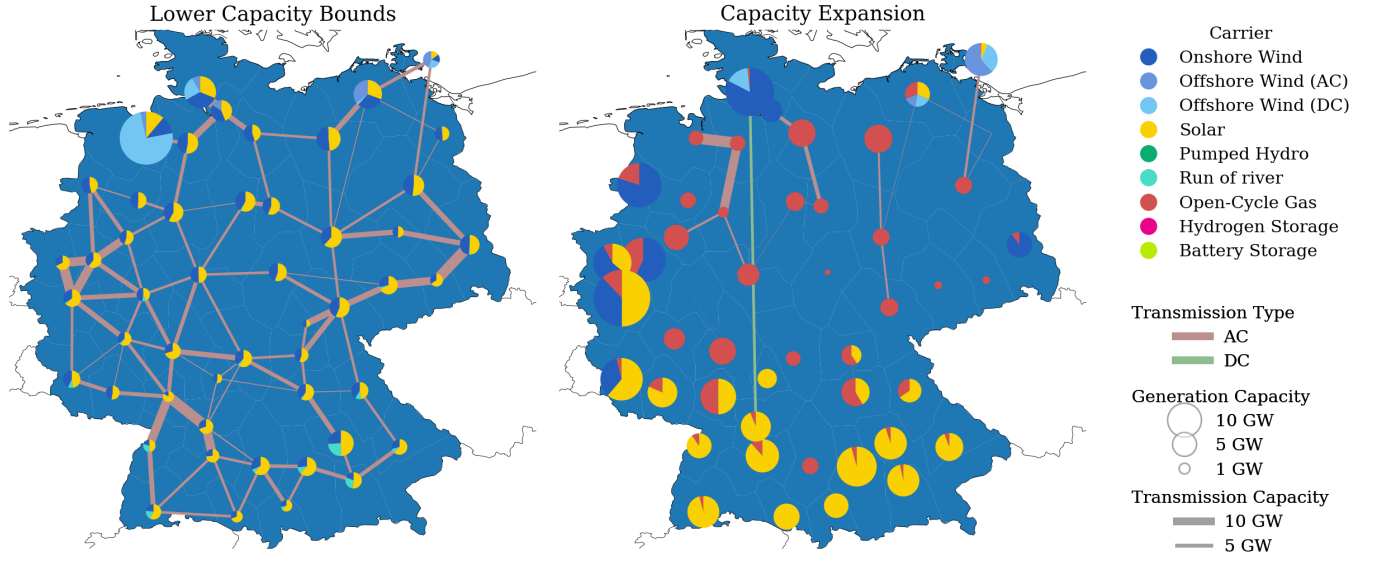 Lower Capacity Bounds
Capacity Expansion
Carrier
Onshore Wind
Offshore Wind (AC)
Offshore Wind (DC)
Solar
Pumped Hydro
Run of river
Open-Cycle Gas
Hydrogen Storage
Battery Storage
Transmission Type
AC
DC
Generation Capacity
10 GW
5 GW
1 GW
Transmission Capacity
10 GW
5 GW